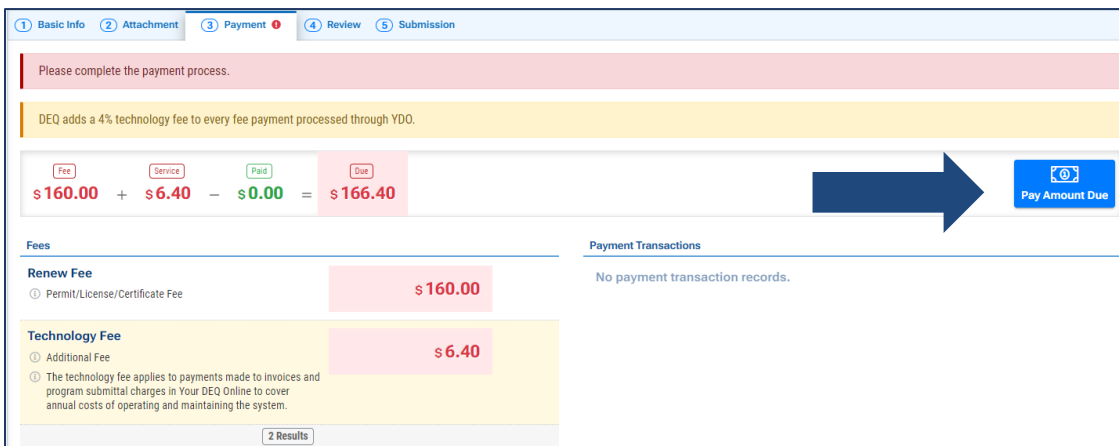 1 Basic Info 2 Attachment 3 Payment ! 4 Review 5 Submission
Please complete the payment process.
DEQ adds a 4% technology fee to every fee payment processed through YDO.
Fee Service Paid Due
$160.00 + $6.40 − $0.00 = $166.40
Pay Amount Due
Fees
Renew Fee
Permit/License/Certificate Fee
$160.00
Technology Fee
Additional Fee
$6.40
The technology fee applies to payments made to invoices and
program submittal charges in Your DEQ Online to cover
annual costs of operating and maintaining the system.
2 Results
Payment Transactions
No payment transaction records.